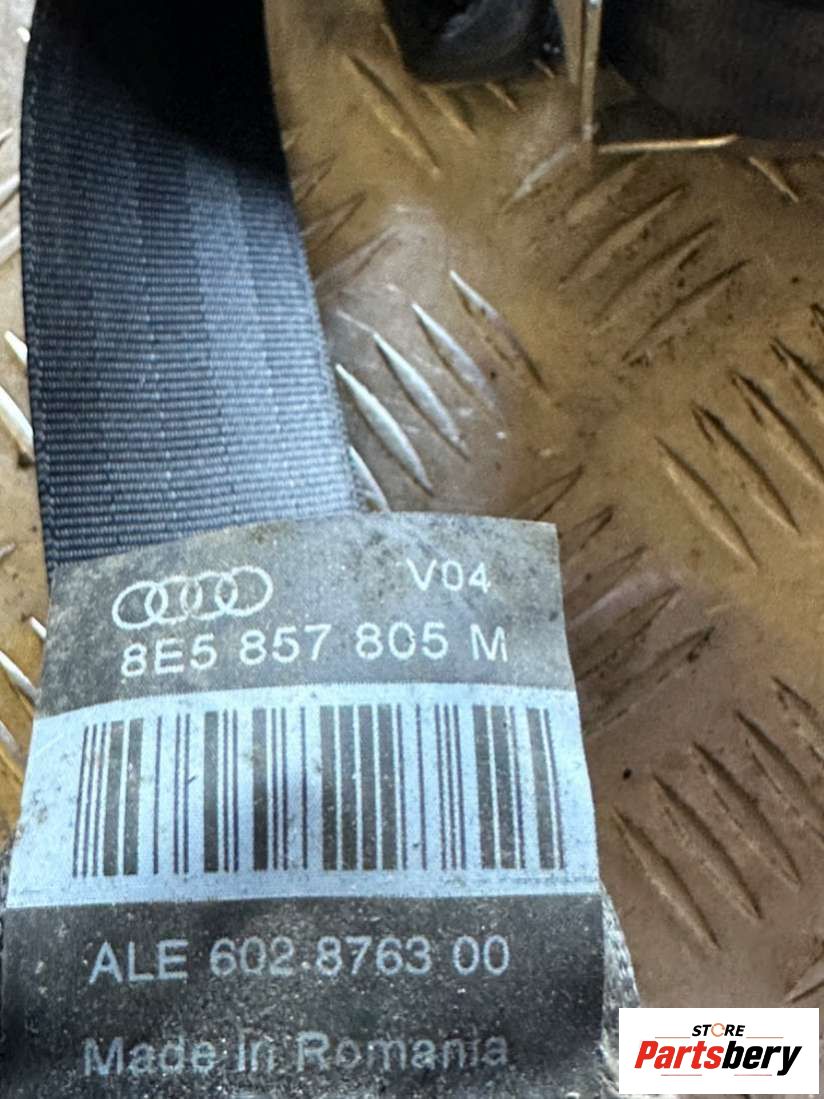 V04
8E5 857 805 M
ALE 602 8763 00
Made in Romania
STORE
Partsbery